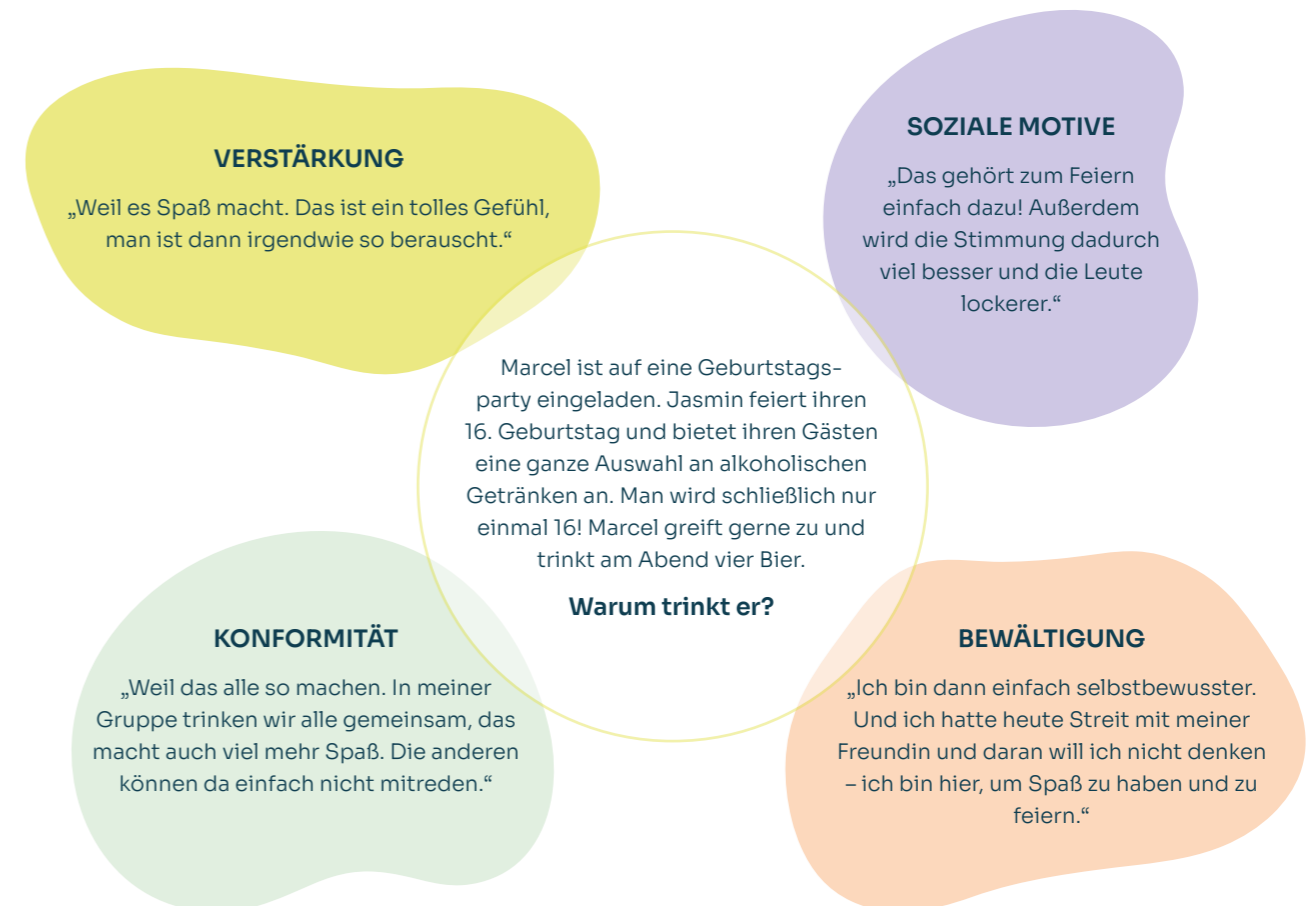 VERSTÄRKUNG
„Weil es Spaß macht. Das ist ein tolles Gefühl,
man ist dann irgendwie so berauscht.“
SOZIALE MOTIVE
„Das gehört zum Feiern
einfach dazu! Außerdem
wird die Stimmung dadurch
viel besser und die Leute
lockerer.“
Marcel ist auf eine Geburtstags-
party eingeladen. Jasmin feiert ihren
16. Geburtstag und bietet ihren Gästen
eine ganze Auswahl an alkoholischen
Getränken an. Man wird schließlich nur
einmal 16! Marcel greift gerne zu und
trinkt am Abend vier Bier.
Warum trinkt er?
KONFORMITÄT
„Weil das alle so machen. In meiner
Gruppe trinken wir alle gemeinsam, das
macht auch viel mehr Spaß. Die anderen
können da einfach nicht mitreden.“
BEWÄLTIGUNG
„Ich bin dann einfach selbstbewusster.
Und ich hatte heute Streit mit meiner
Freundin und daran will ich nicht denken
– ich bin hier, um Spaß zu haben und zu
feiern.“